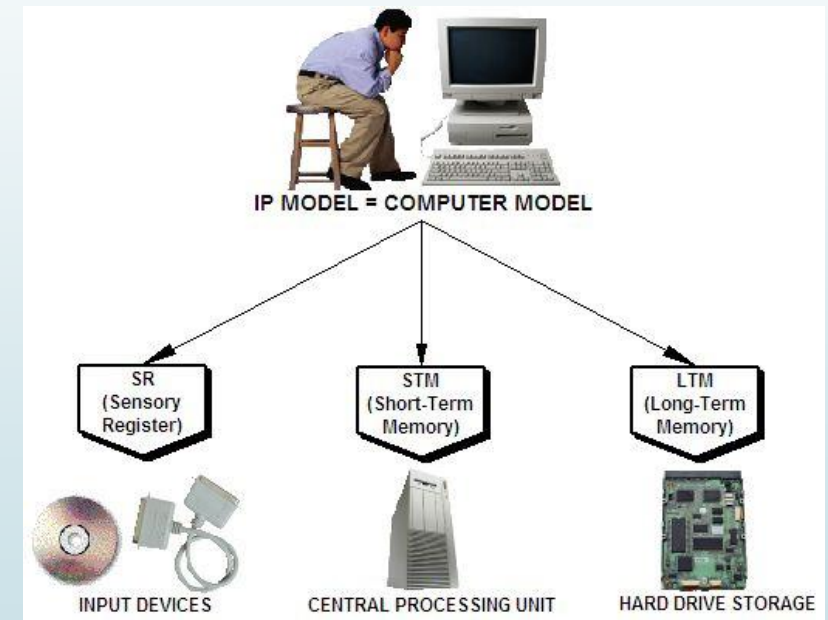 IP MODEL = COMPUTER MODEL
SR
(Sensory
Register)
STM
(Short-Term
Memory)
LTM
(Long-Term
Memory)
INPUT DEVICES
CENTRAL PROCESSING UNIT
HARD DRIVE STORAGE